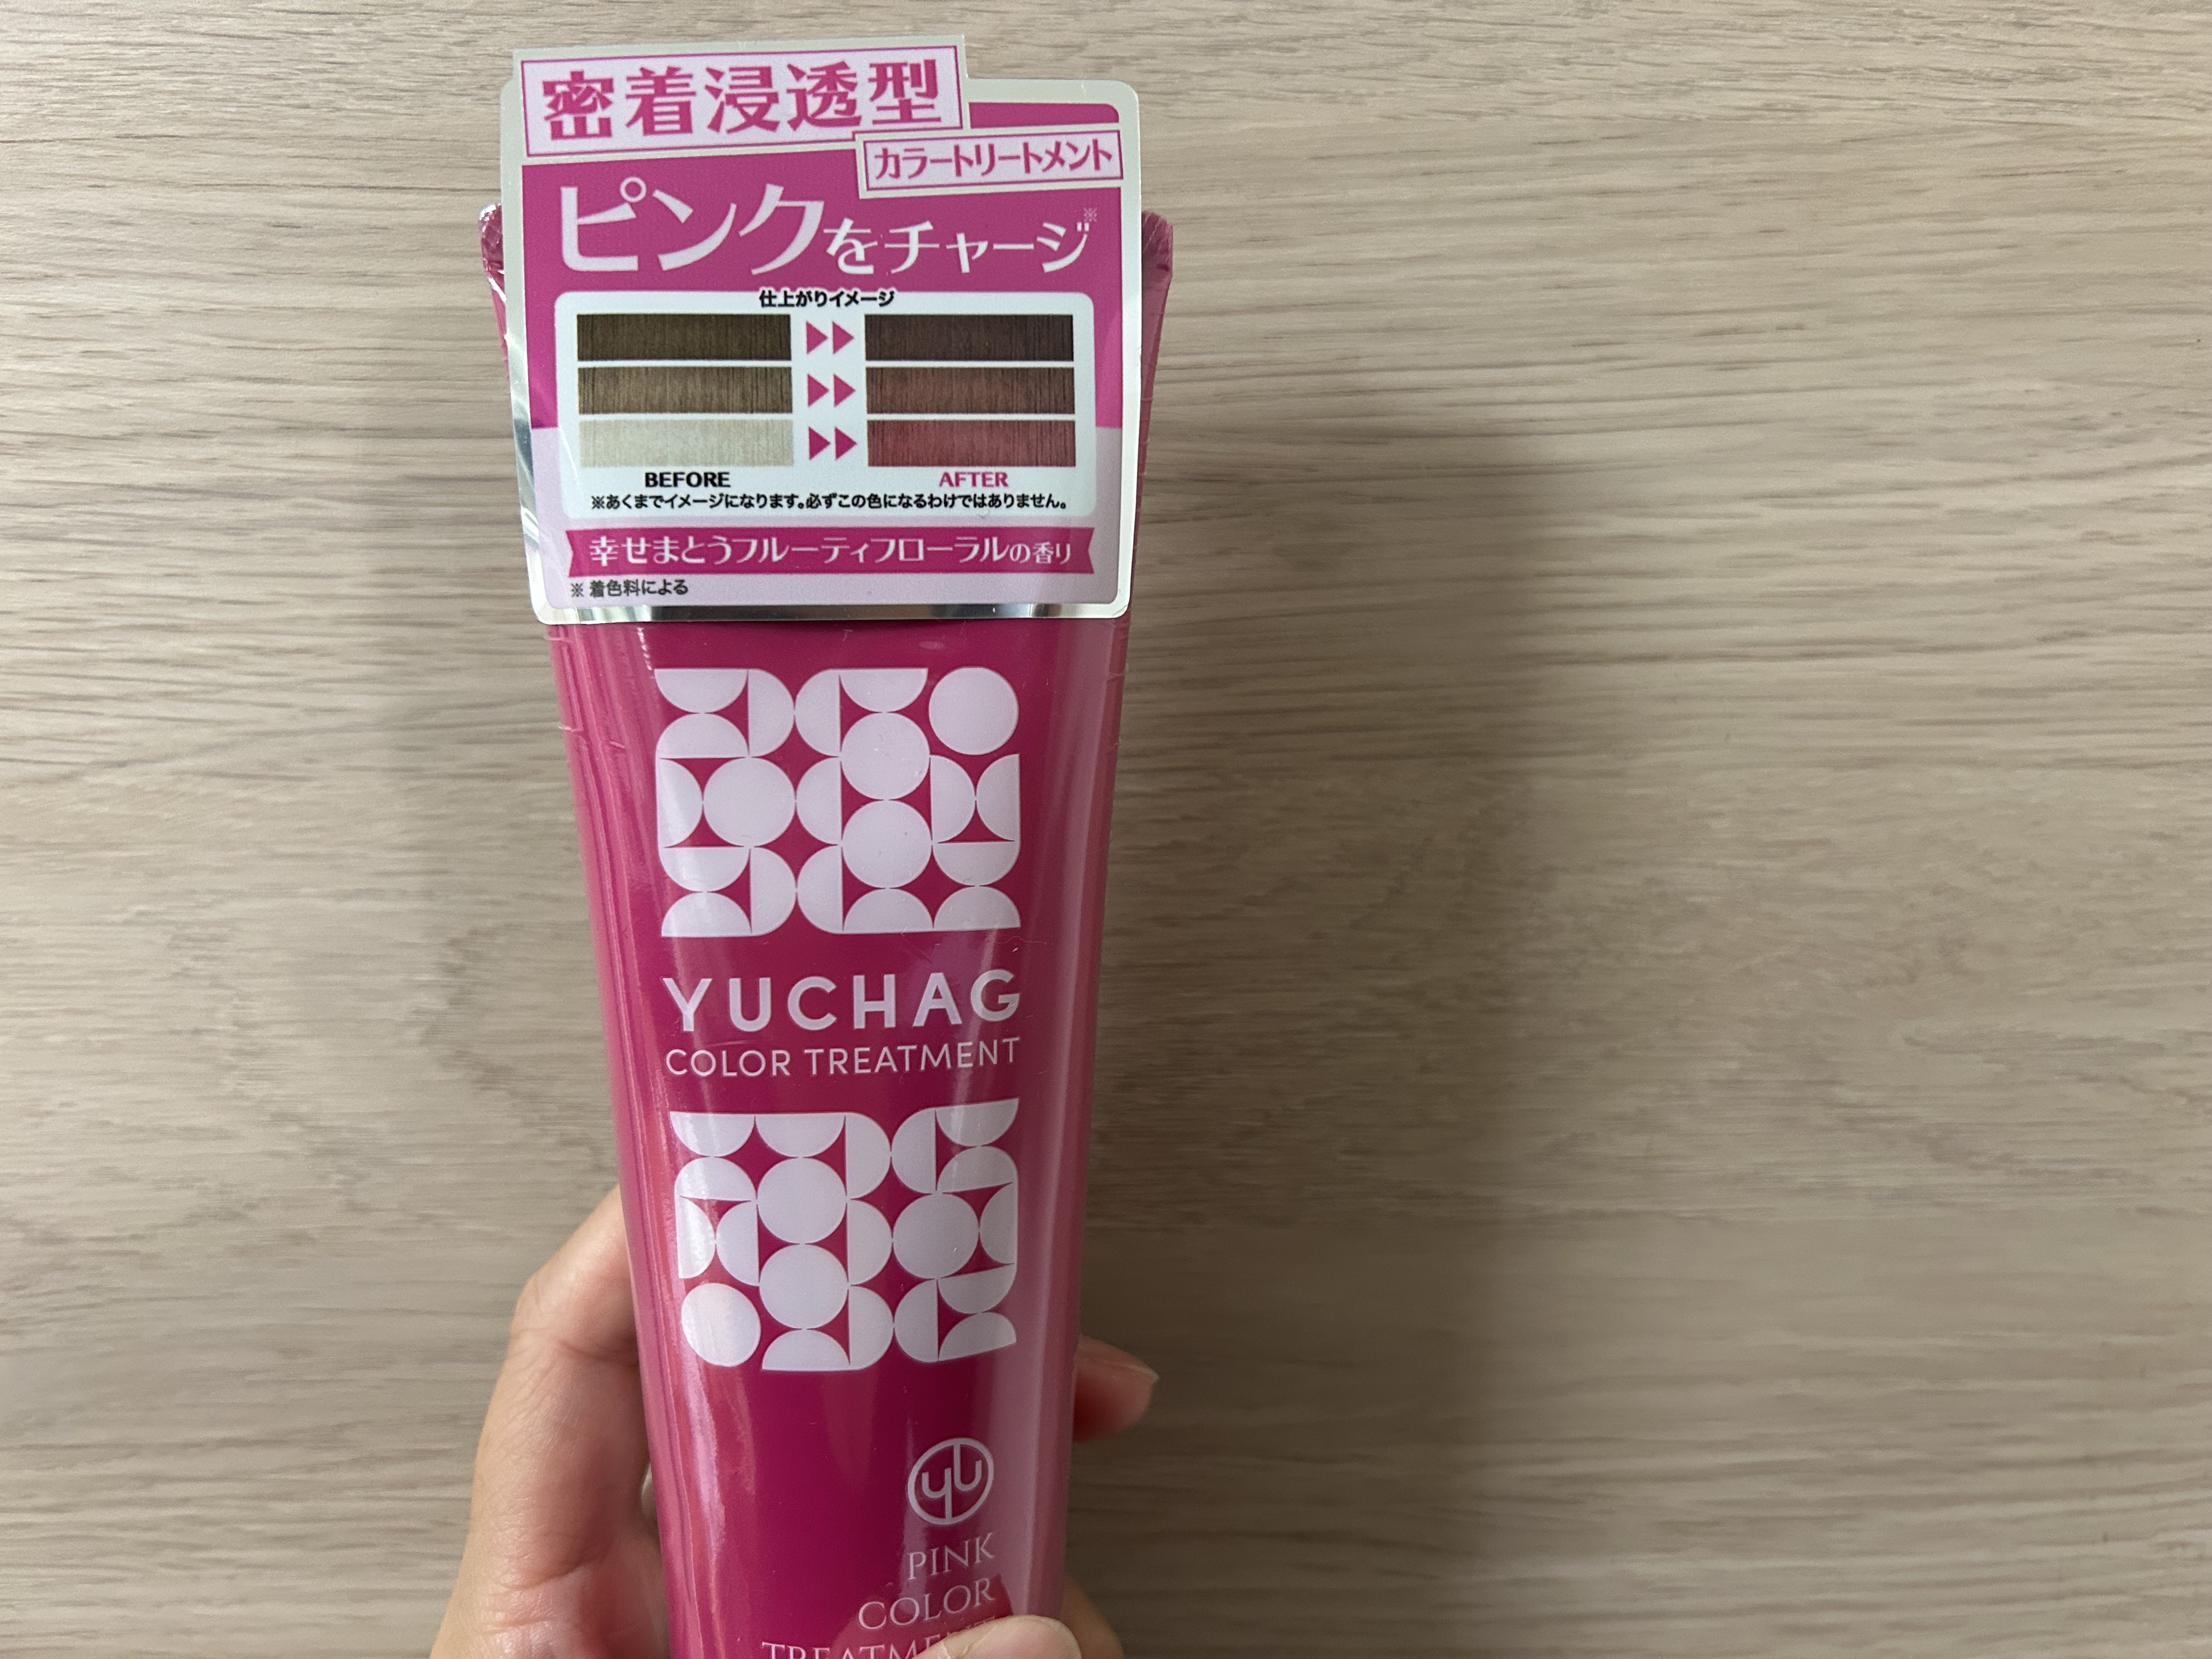 密着浸透型
カラートリートメント
ピンクをチャージ※
仕上がりイメージ
BEFORE
AFTER
※あくまでイメージになります。必ずこの色になるわけではありません。
幸せまとうフルーティフローラルの香り
※ 着色料による
YUCHAG
COLOR TREATMENT
yu
PINK
COLOR